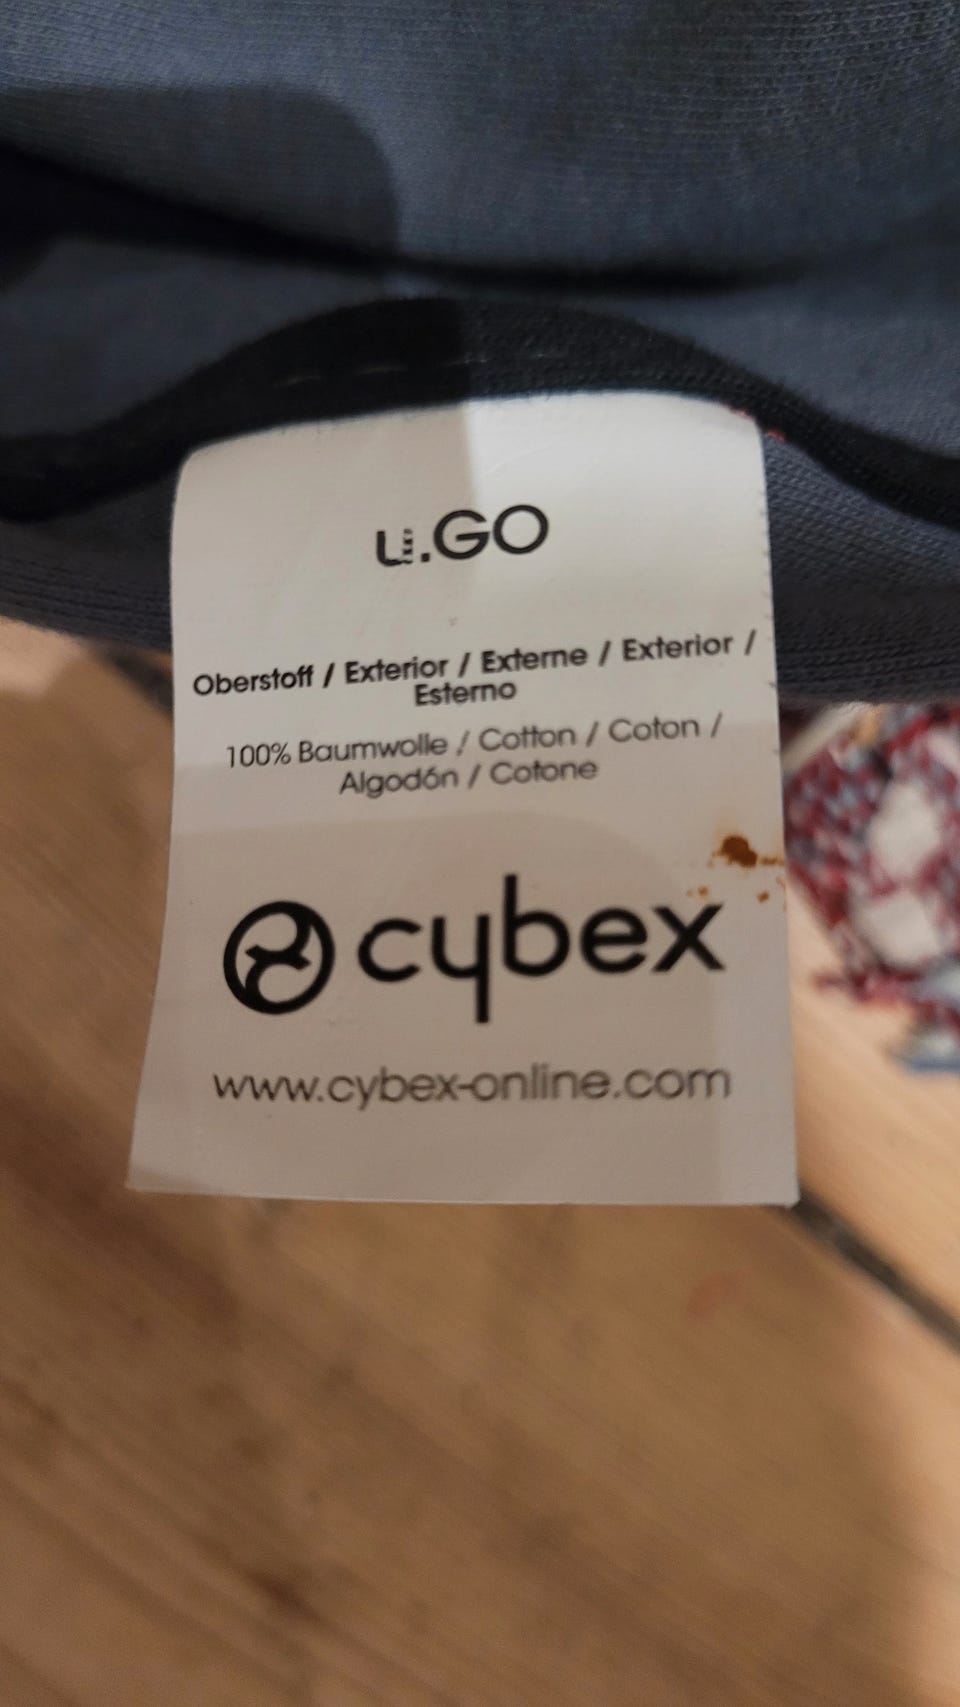 u.GO
Oberstoff / Exterior / Externe / Exterior /
Esterno
100% Baumwolle / Cotton / Coton /
Algodón / Cotone
cybex
www.cybex-online.com